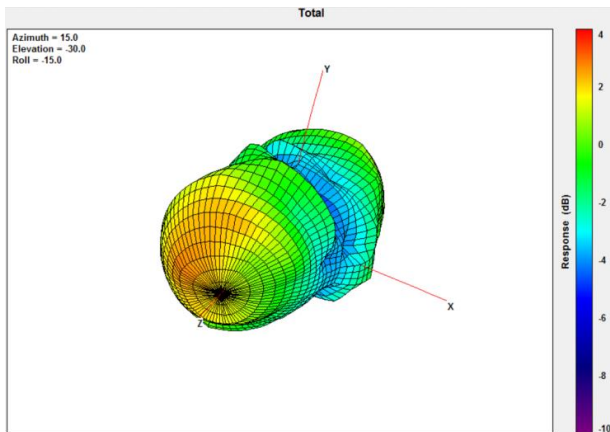 Total
Azimuth = 15.0
Elevation = -30.0
Roll = -15.0
Y
X
Z
4
2
0
-2
-4
-6
-8
-10
Response (dB)